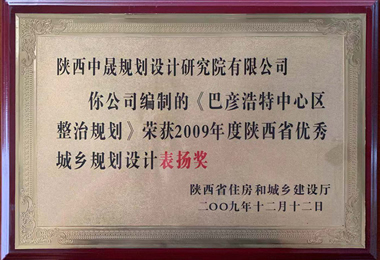 陕西中晟规划设计研究院有限公司
你公司编制的《巴彦浩特中心区
整治规划》荣获2009年度陕西省优秀
城乡规划设计表扬奖
陕西省住房和城乡建设厅
二〇〇九年十二月十二日